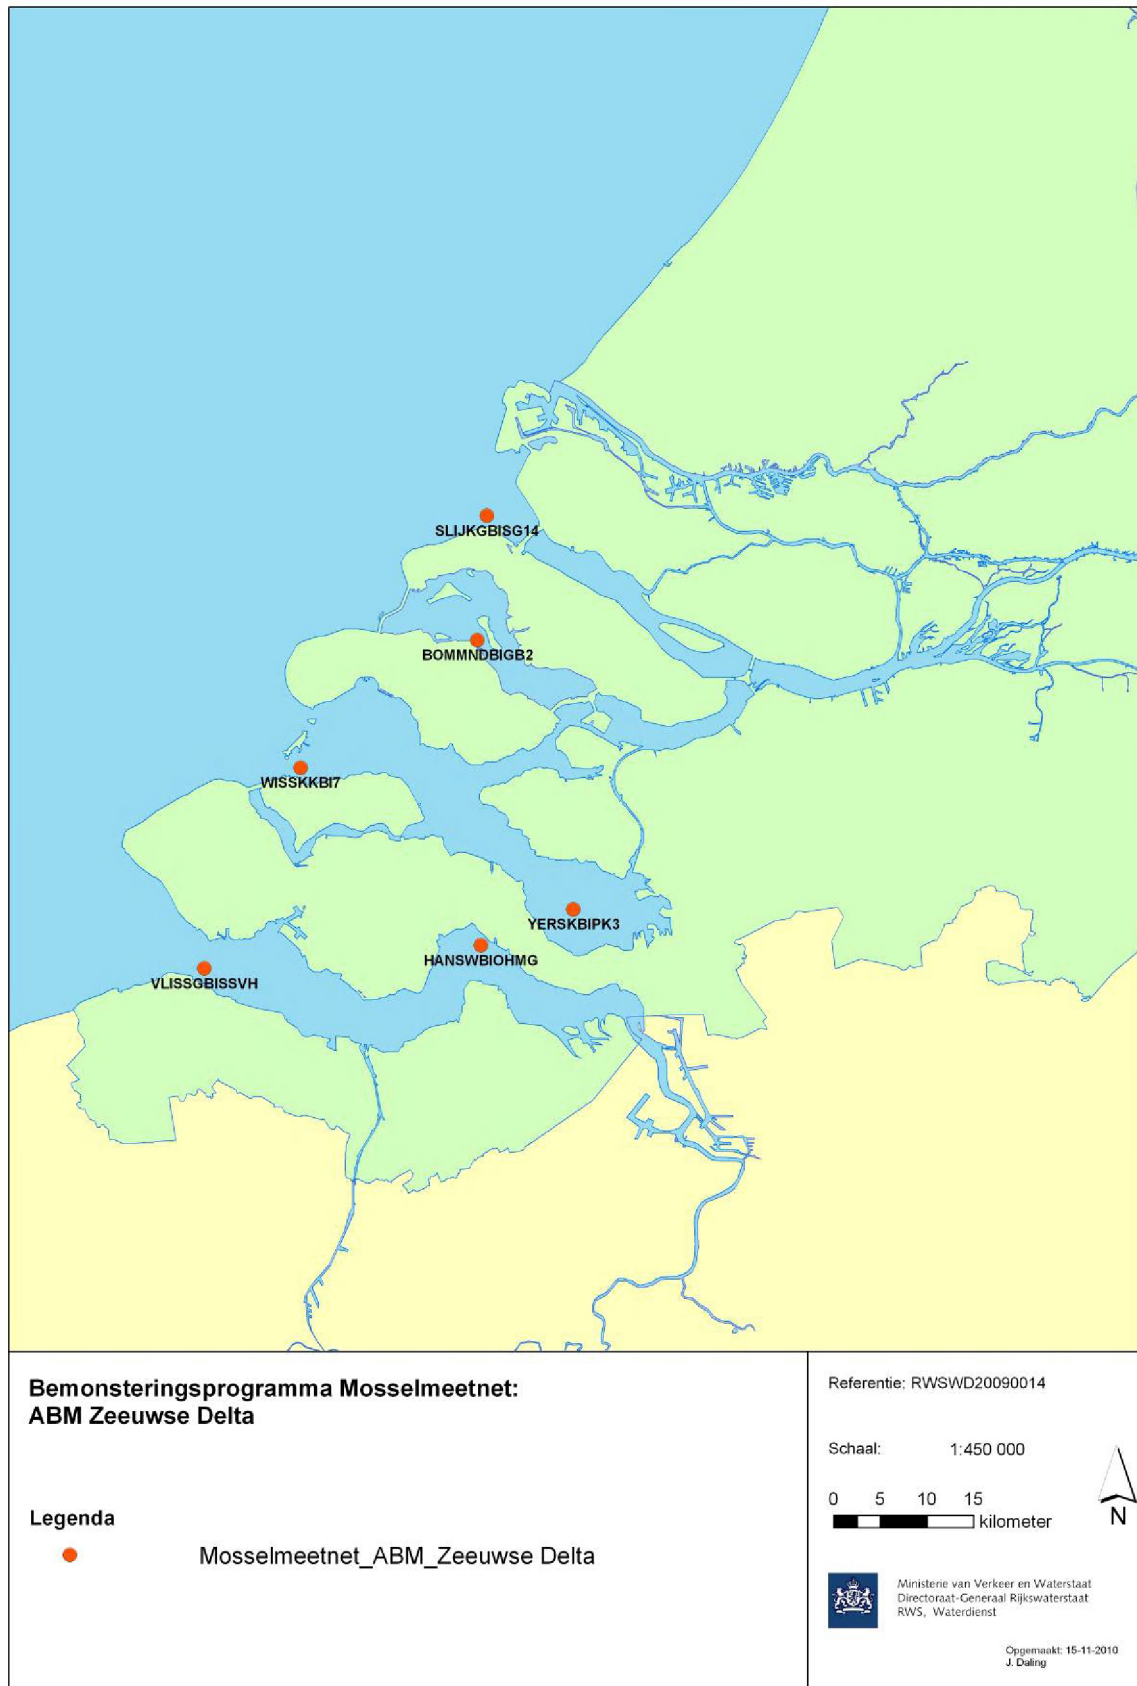 SLIJKGBISG14
BOMMNDBIGB2
WISSKKBI7
YERSKBIPK3
HANSWBIOHMG
VLISSGBISSVH
Bemonsteringsprogramma Mosselmeetnet:
ABM Zeeuwse Delta
Legenda
Mosselmeetnet_ABM_Zeeuwse Delta
Referentie: RWSWD20090014
Schaal: 1:450 000
0 5 10 15
kilometer
N
Ministerie van Verkeer en Waterstaat
Directoraat-Generaal Rijkswaterstaat
RWS, Waterdienst
Opgemaakt: 15-11-2010
J. Daling